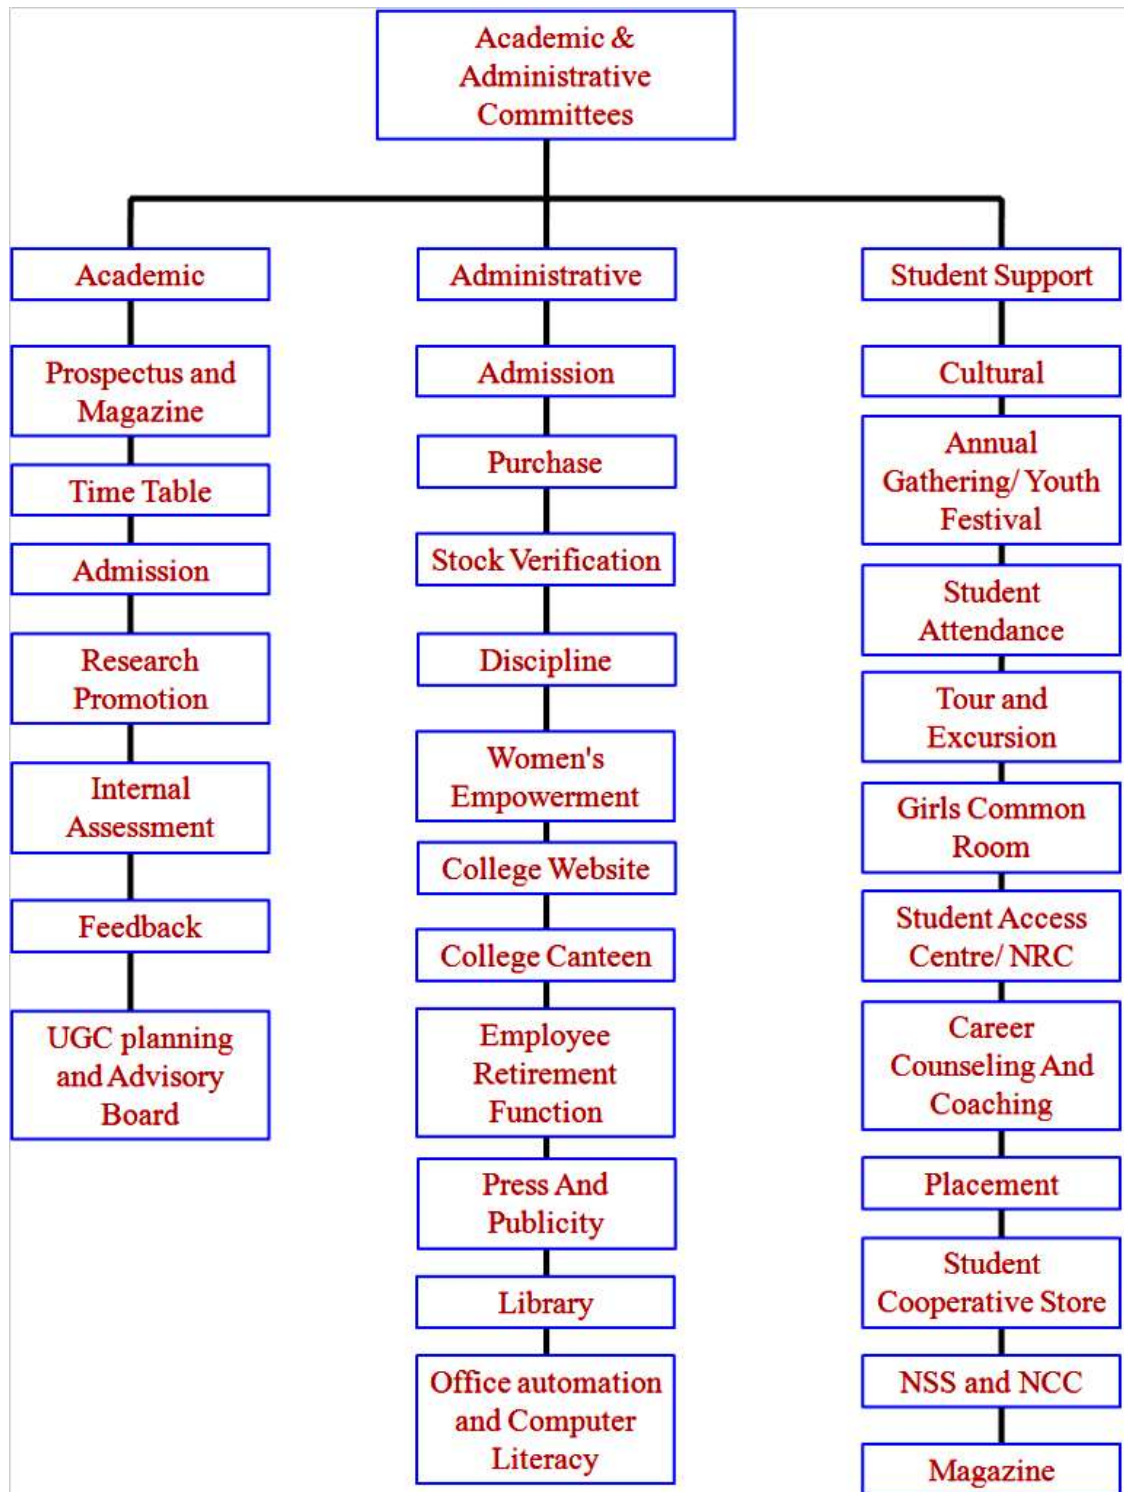 Academic &
Administrative
Committees
Academic
Prospectus and
Magazine
Time Table
Admission
Research
Promotion
Internal
Assessment
Feedback
UGC planning
and Advisory
Board
Administrative
Admission
Purchase
Stock Verification
Discipline
Women's
Empowerment
College Website
College Canteen
Employee
Retirement
Function
Press And
Publicity
Library
Office automation
and Computer
Literacy
Student Support
Cultural
Annual
Gathering/ Youth
Festival
Student
Attendance
Tour and
Excursion
Girls Common
Room
Student Access
Centre/ NRC
Career
Counseling And
Coaching
Placement
Student
Cooperative Store
NSS and NCC
Magazine